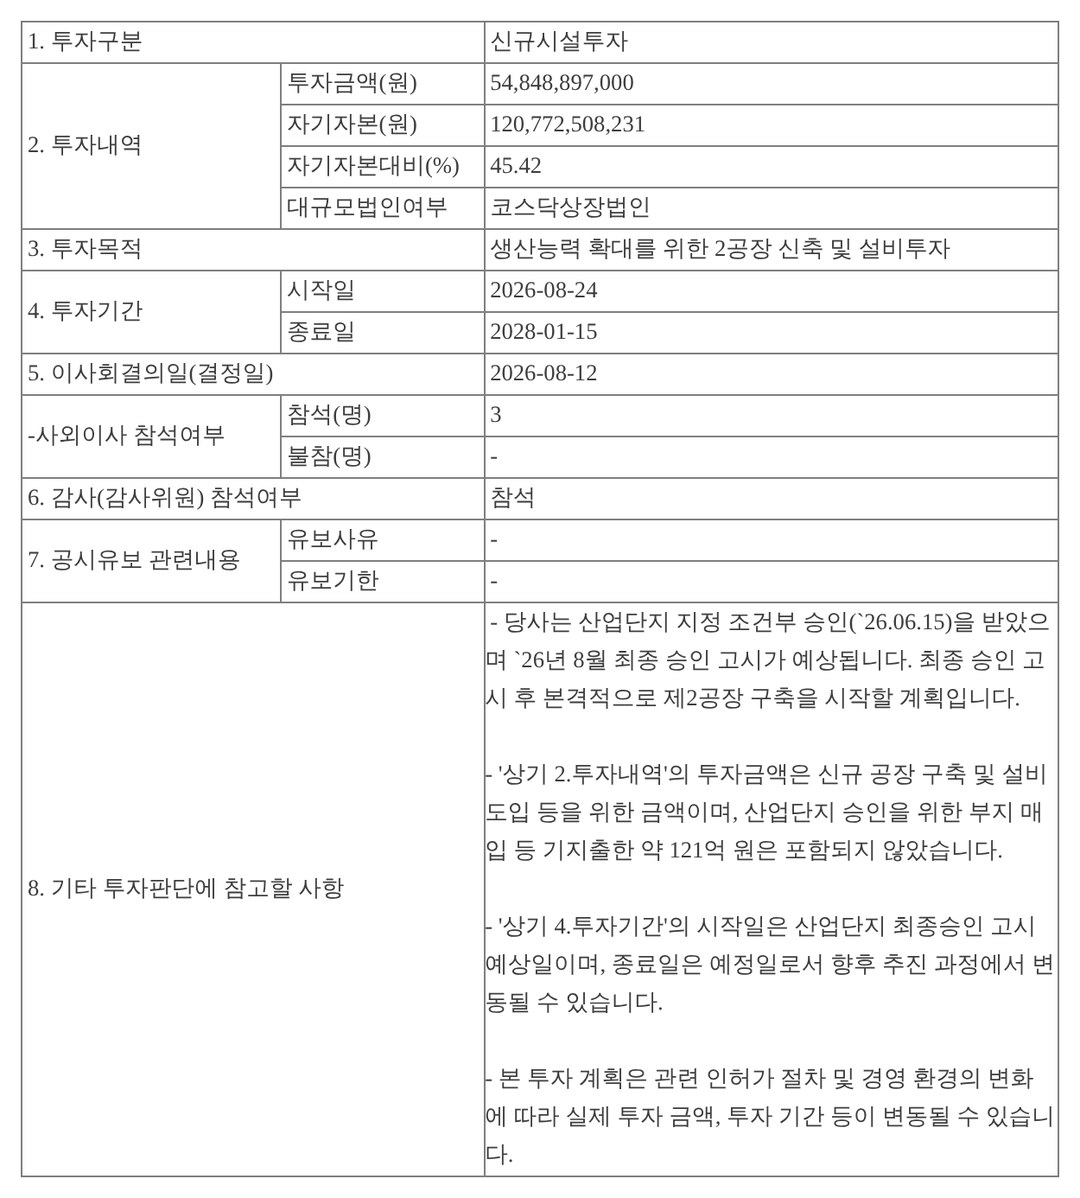 1. 투자구분 신규시설투자
2. 투자내역
투자금액(원) 54,848,897,000
자기자본(원) 120,772,508,231
자기자본대비(%) 45.42
대규모법인여부 코스닥상장법인
3. 투자목적 생산능력 확대를 위한 2공장 신축 및 설비투자
4. 투자기간
시작일 2026-08-24
종료일 2028-01-15
5. 이사회결의일(결정일) 2026-08-12
-사외이사 참석여부
참석(명) 3
불참(명) -
6. 감사(감사위원) 참석여부 참석
7. 공시유보 관련내용
유보사유 -
유보기한 -
8. 기타 투자판단에 참고할 사항
- 당사는 산업단지 지정 조건부 승인(`26.06.15)을 받았으
며 `26년 8월 최종 승인 고시가 예상됩니다. 최종 승인 고
시 후 본격적으로 제2공장 구축을 시작할 계획입니다.
- '상기 2.투자내역'의 투자금액은 신규 공장 구축 및 설비
도입 등을 위한 금액이며, 산업단지 승인을 위한 부지 매
입 등 기지출한 약 121억 원은 포함되지 않았습니다.
- '상기 4.투자기간'의 시작일은 산업단지 최종승인 고시
예상일이며, 종료일은 예정일로서 향후 추진 과정에서 변
동될 수 있습니다.
- 본 투자 계획은 관련 인허가 절차 및 경영 환경의 변화
에 따라 실제 투자 금액, 투자 기간 등이 변동될 수 있습니
다.